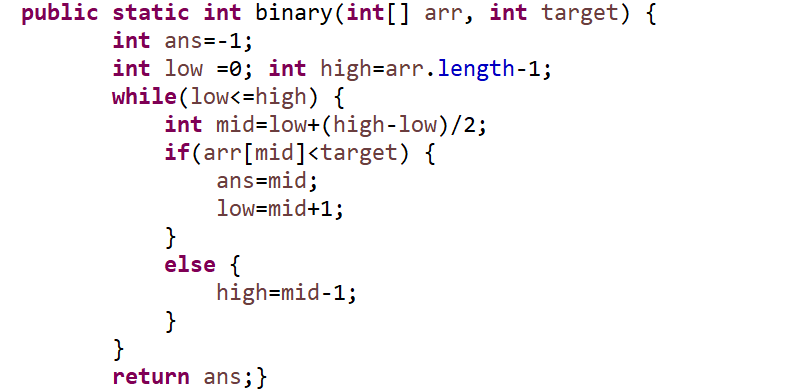 public static int binary(int[] arr, int target) {
int ans=-1;
int low =0; int high=arr.length-1;
while(low<=high) {
int mid=low+(high-low)/2;
if(arr[mid]<target) {
ans=mid;
low=mid+1;
}
else {
high=mid-1;
}
}
return ans;}